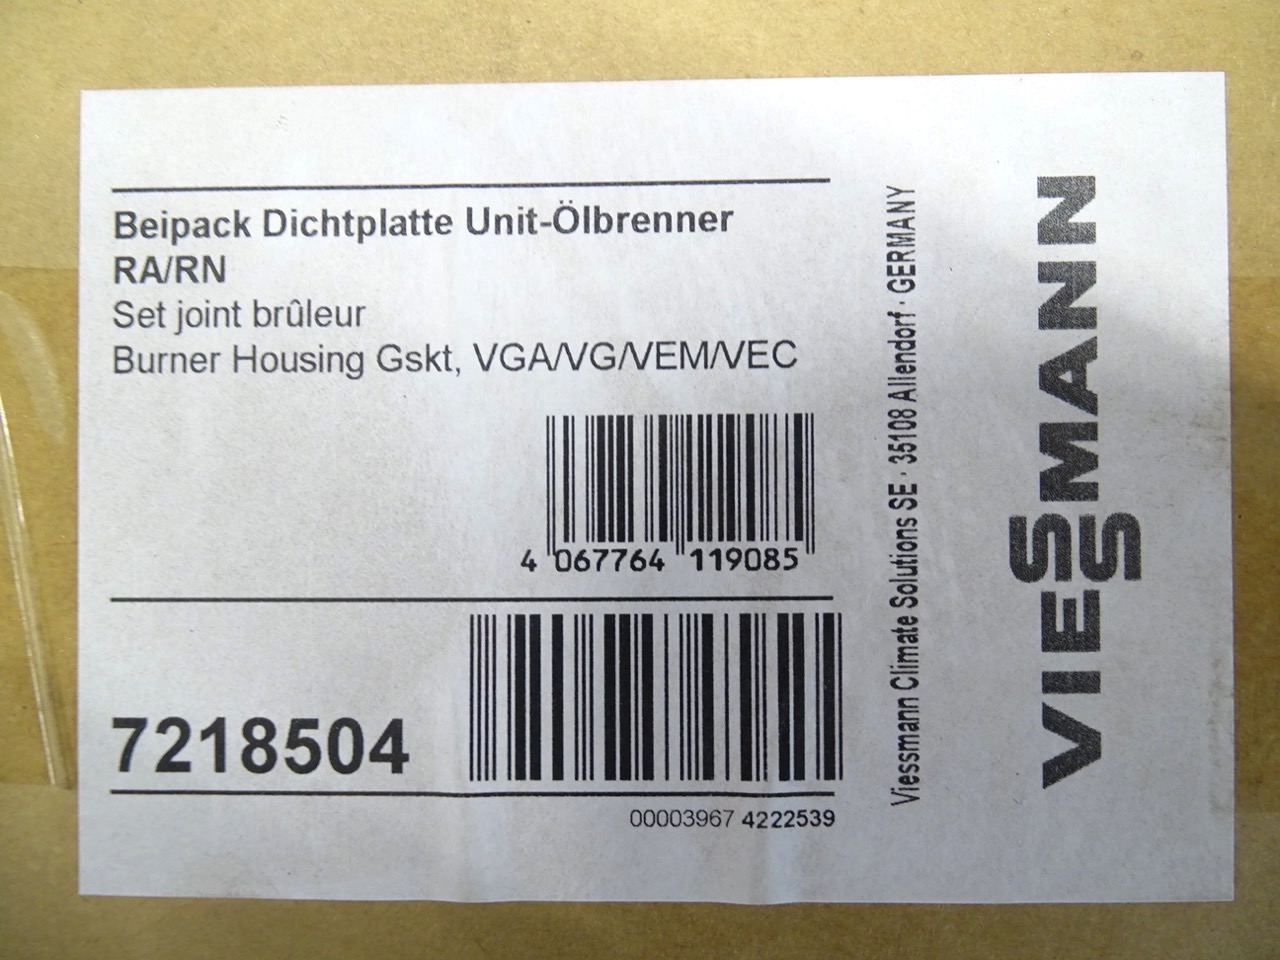 Beipack Dichtplatte Unit-Ölbrenner
RA/RN
Set joint brûleur
Burner Housing Gskt, VGA/VG/VEM/VEC
4 067764 119085
7218504
00003967 4222539
Viessmann Climate Solutions SE · 35108 Allendorf · GERMANY
VIESSMANN